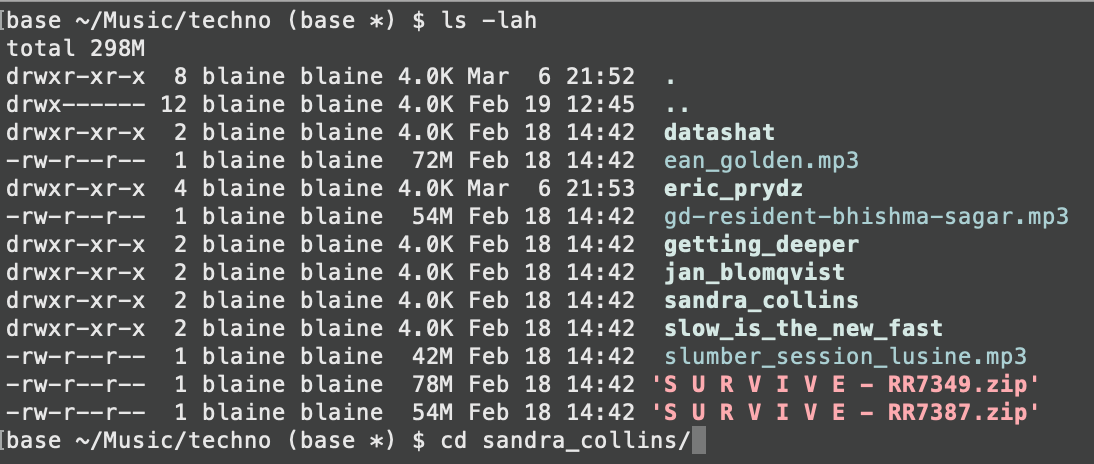 [base ~/Music/techno (base *) $ ls -lah
total 298M
drwxr-xr-x  8 blaine blaine 4.0K Mar  6 21:52  .
drwx------ 12 blaine blaine 4.0K Feb 19 12:45  ..
drwxr-xr-x  2 blaine blaine 4.0K Feb 18 14:42  datashat
-rw-r--r--  1 blaine blaine  72M Feb 18 14:42  ean_golden.mp3
drwxr-xr-x  4 blaine blaine 4.0K Mar  6 21:53  eric_prydz
-rw-r--r--  1 blaine blaine  54M Feb 18 14:42  gd-resident-bhishma-sagar.mp3
drwxr-xr-x  2 blaine blaine 4.0K Feb 18 14:42  getting_deeper
drwxr-xr-x  2 blaine blaine 4.0K Feb 18 14:42  jan_blomqvist
drwxr-xr-x  2 blaine blaine 4.0K Feb 18 14:42  sandra_collins
drwxr-xr-x  2 blaine blaine 4.0K Feb 18 14:42  slow_is_the_new_fast
-rw-r--r--  1 blaine blaine  42M Feb 18 14:42  slumber_session_lusine.mp3
-rw-r--r--  1 blaine blaine  78M Feb 18 14:42 'S U R V I V E - RR7349.zip'
-rw-r--r--  1 blaine blaine  54M Feb 18 14:42 'S U R V I V E - RR7387.zip'
[base ~/Music/techno (base *) $ cd sandra_collins/